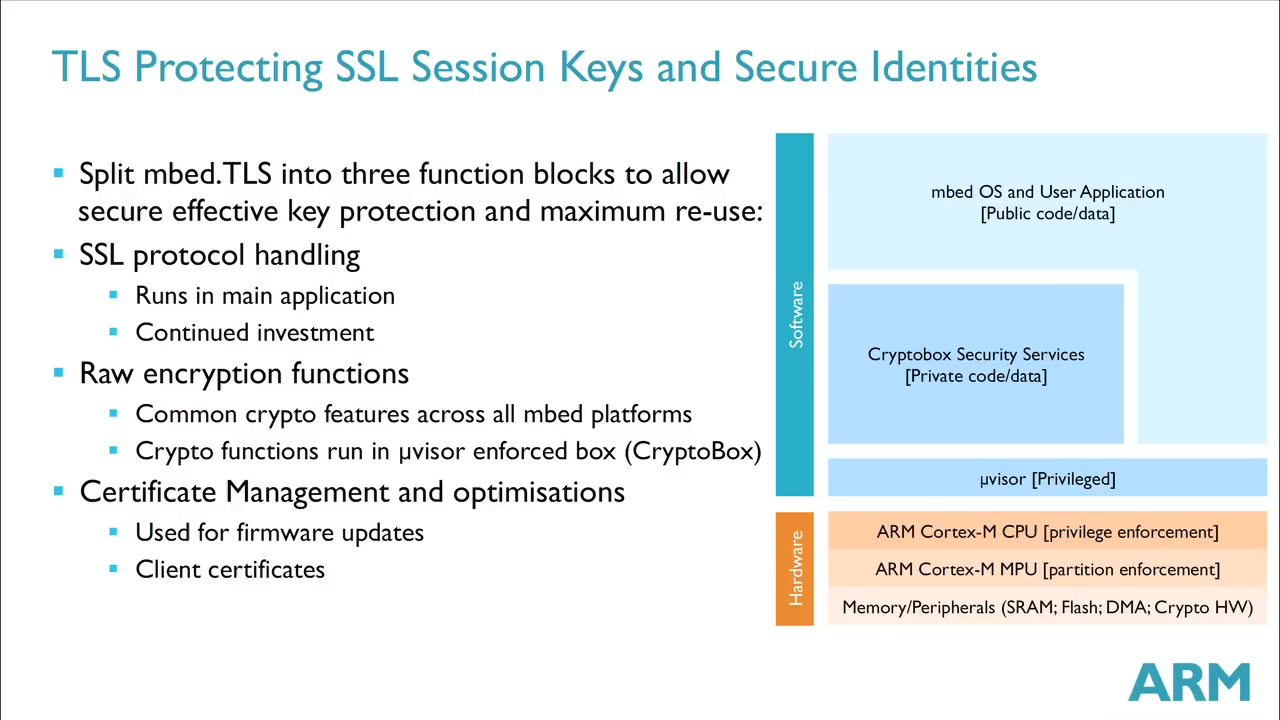 TLS Protecting SSL Session Keys and Secure Identities
Split mbed.TLS into three function blocks to allow
secure effective key protection and maximum re-use:
SSL protocol handling
Runs in main application
Continued investment
Raw encryption functions
Common crypto features across all mbed platforms
Crypto functions run in µvisor enforced box (CryptoBox)
Certificate Management and optimisations
Used for firmware updates
Client certificates
Software
mbed OS and User Application
[Public code/data]
Cryptobox Security Services
[Private code/data]
µvisor [Privileged]
Hardware
ARM Cortex-M CPU [privilege enforcement]
ARM Cortex-M MPU [partition enforcement]
Memory/Peripherals (SRAM; Flash; DMA; Crypto HW)
ARM